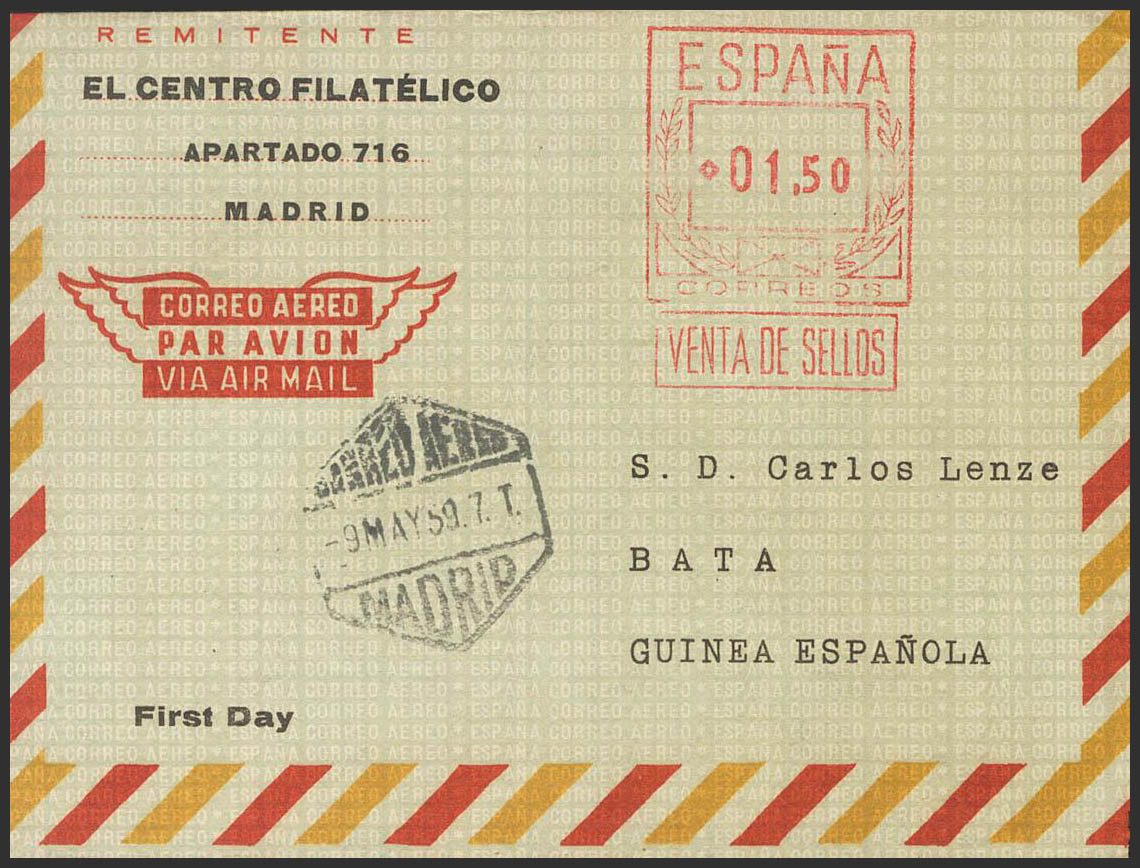 REMITENTE
EL CENTRO FILATÉLICO
APARTADO 716
MADRID
ESPAÑA
01,50
CORREOS
VENTA DE SELLOS
CORREO AEREO
PAR AVION
VIA AIR MAIL
CORREO AEREO
-9 MAY 59.7.T.
MADRID
S. D. Carlos Lenze
BATA
GUINEA ESPAÑOLA
First Day